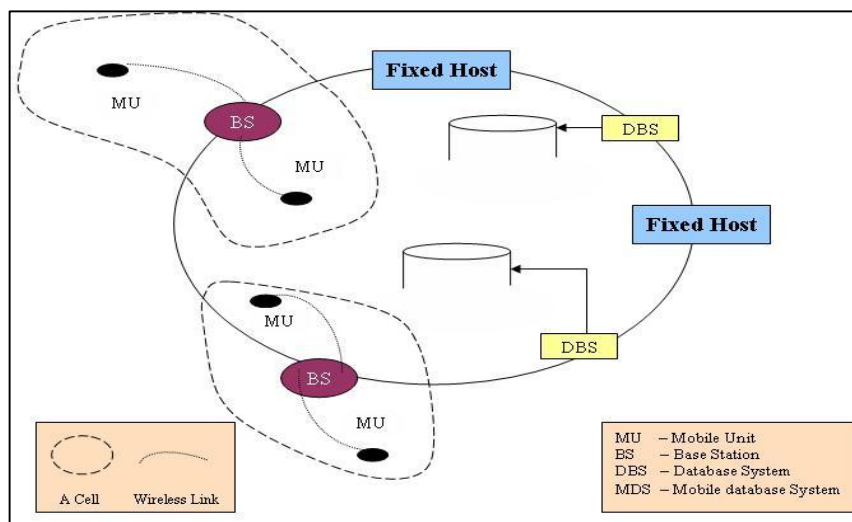 Fixed Host
MU
BS
DBS
MU
Fixed Host
MU
DBS
BS
MU
A Cell
Wireless Link
MU – Mobile Unit
BS – Base Station
DBS – Database System
MDS – Mobile database System